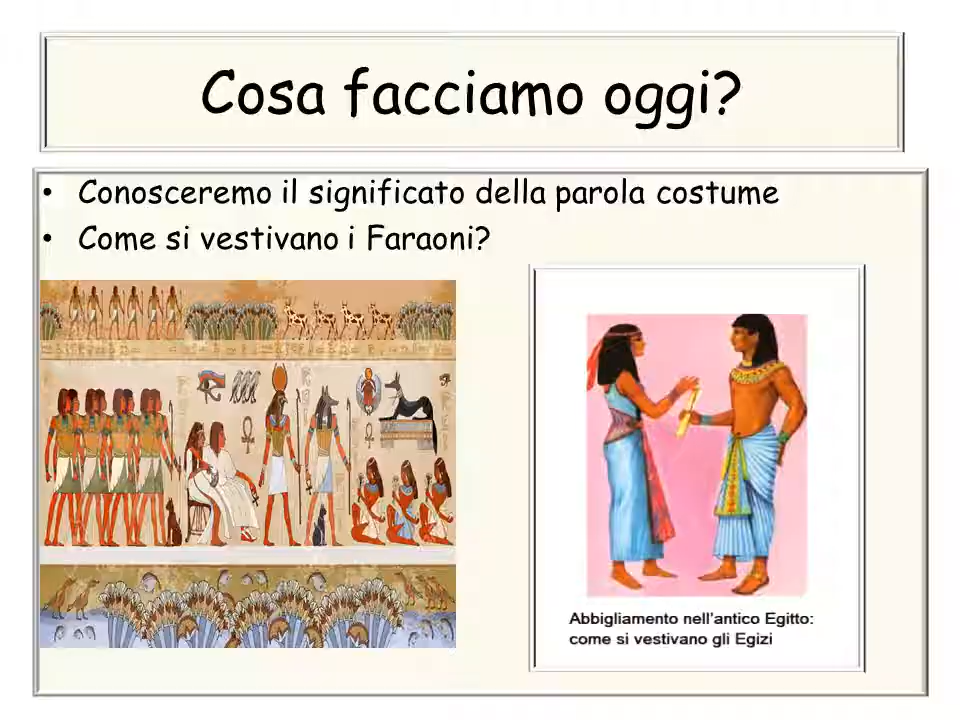 Cosa facciamo oggi?
• Conosceremo il significato della parola costume
• Come si vestivano i Faraoni?
Abbigliamento nell'antico Egitto:
come si vestivano gli Egizi